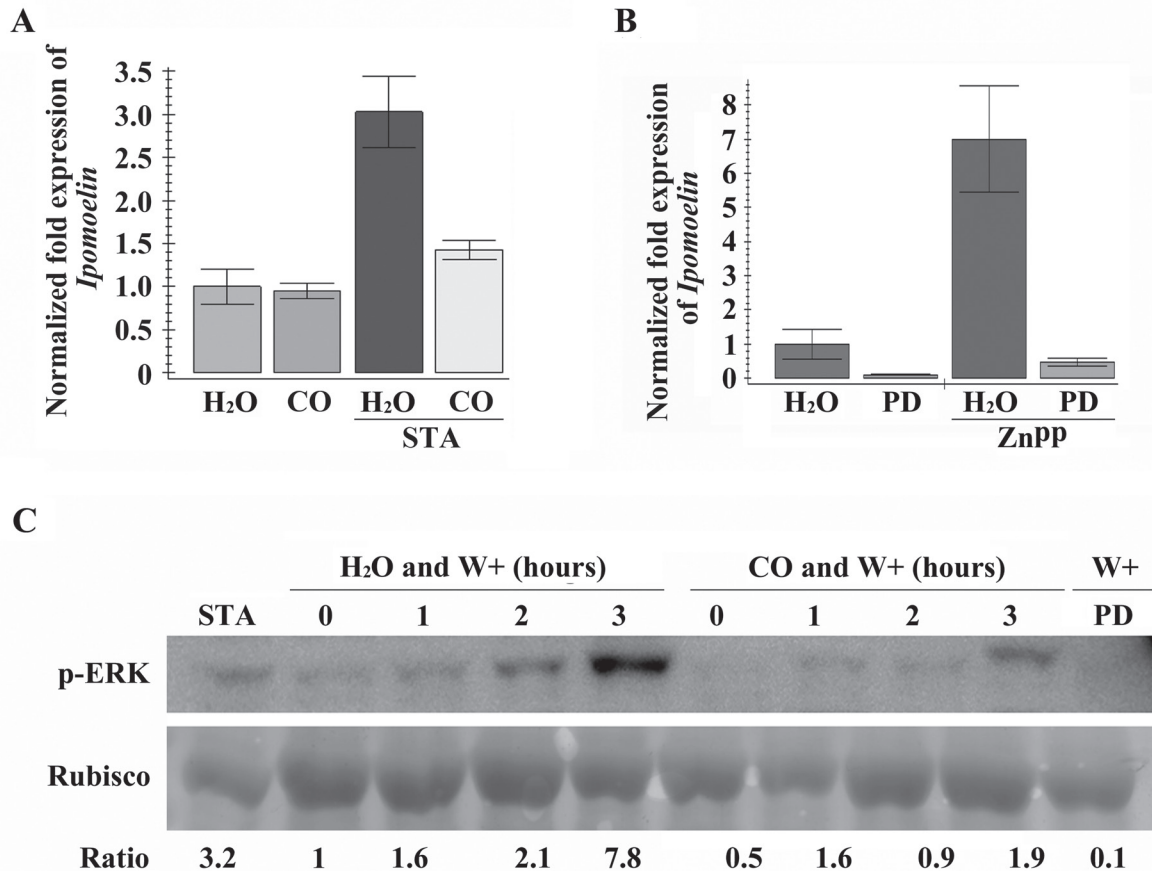 A
Normalized fold expression of
Ipomoelin
3.5
3.0
2.5
2.0
1.5
1.0
0.5
0
H₂O CO H₂O CO
STA
B
Normalized fold expression
of Ipomoelin
8
7
6
5
4
3
2
1
0
H₂O PD H₂O PD
Znpp
C
H₂O and W+ (hours) CO and W+ (hours) W+
STA 0 1 2 3 0 1 2 3 PD
p-ERK
Rubisco
Ratio 3.2 1 1.6 2.1 7.8 0.5 1.6 0.9 1.9 0.1